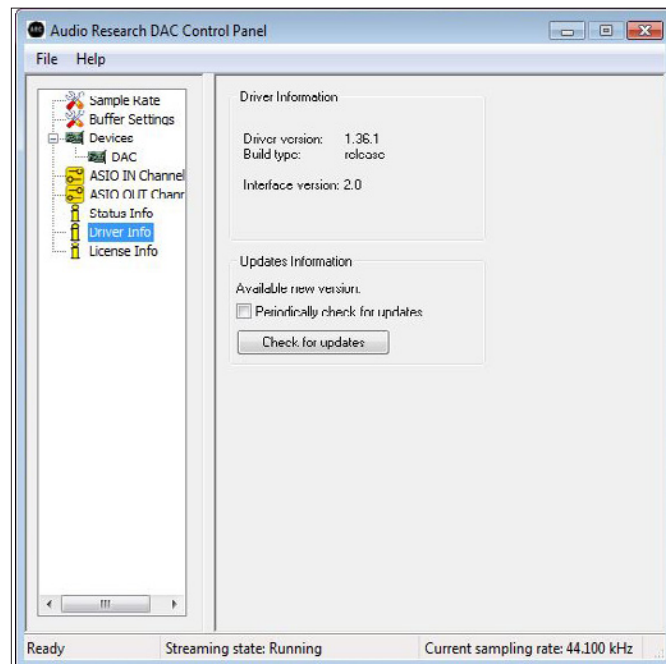 Audio Research DAC Control Panel
File Help
Sample Rate
Buffer Settings
Devices
DAC
ASIO IN Channel
ASIO OUT Chanr
Status Info
Driver Info
License Info
Driver Information
Driver version: 1.36.1
Build type: release
Interface version: 2.0
Updates Information
Available new version.
Periodically check for updates
Check for updates
Ready Streaming state: Running Current sampling rate: 44.100 kHz